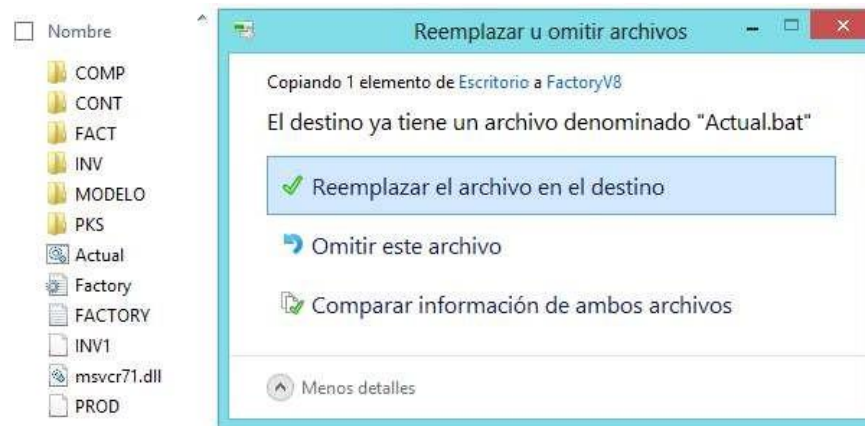 Nombre
COMP
CONT
FACT
INV
MODELO
PKS
Actual
Factory
FACTORY
INV1
msvcr71.dll
PROD
Reemplazar u omitir archivos
Copiando 1 elemento de Escritorio a FactoryV8
El destino ya tiene un archivo denominado "Actual.bat"
Reemplazar el archivo en el destino
Omitir este archivo
Comparar información de ambos archivos
Menos detalles